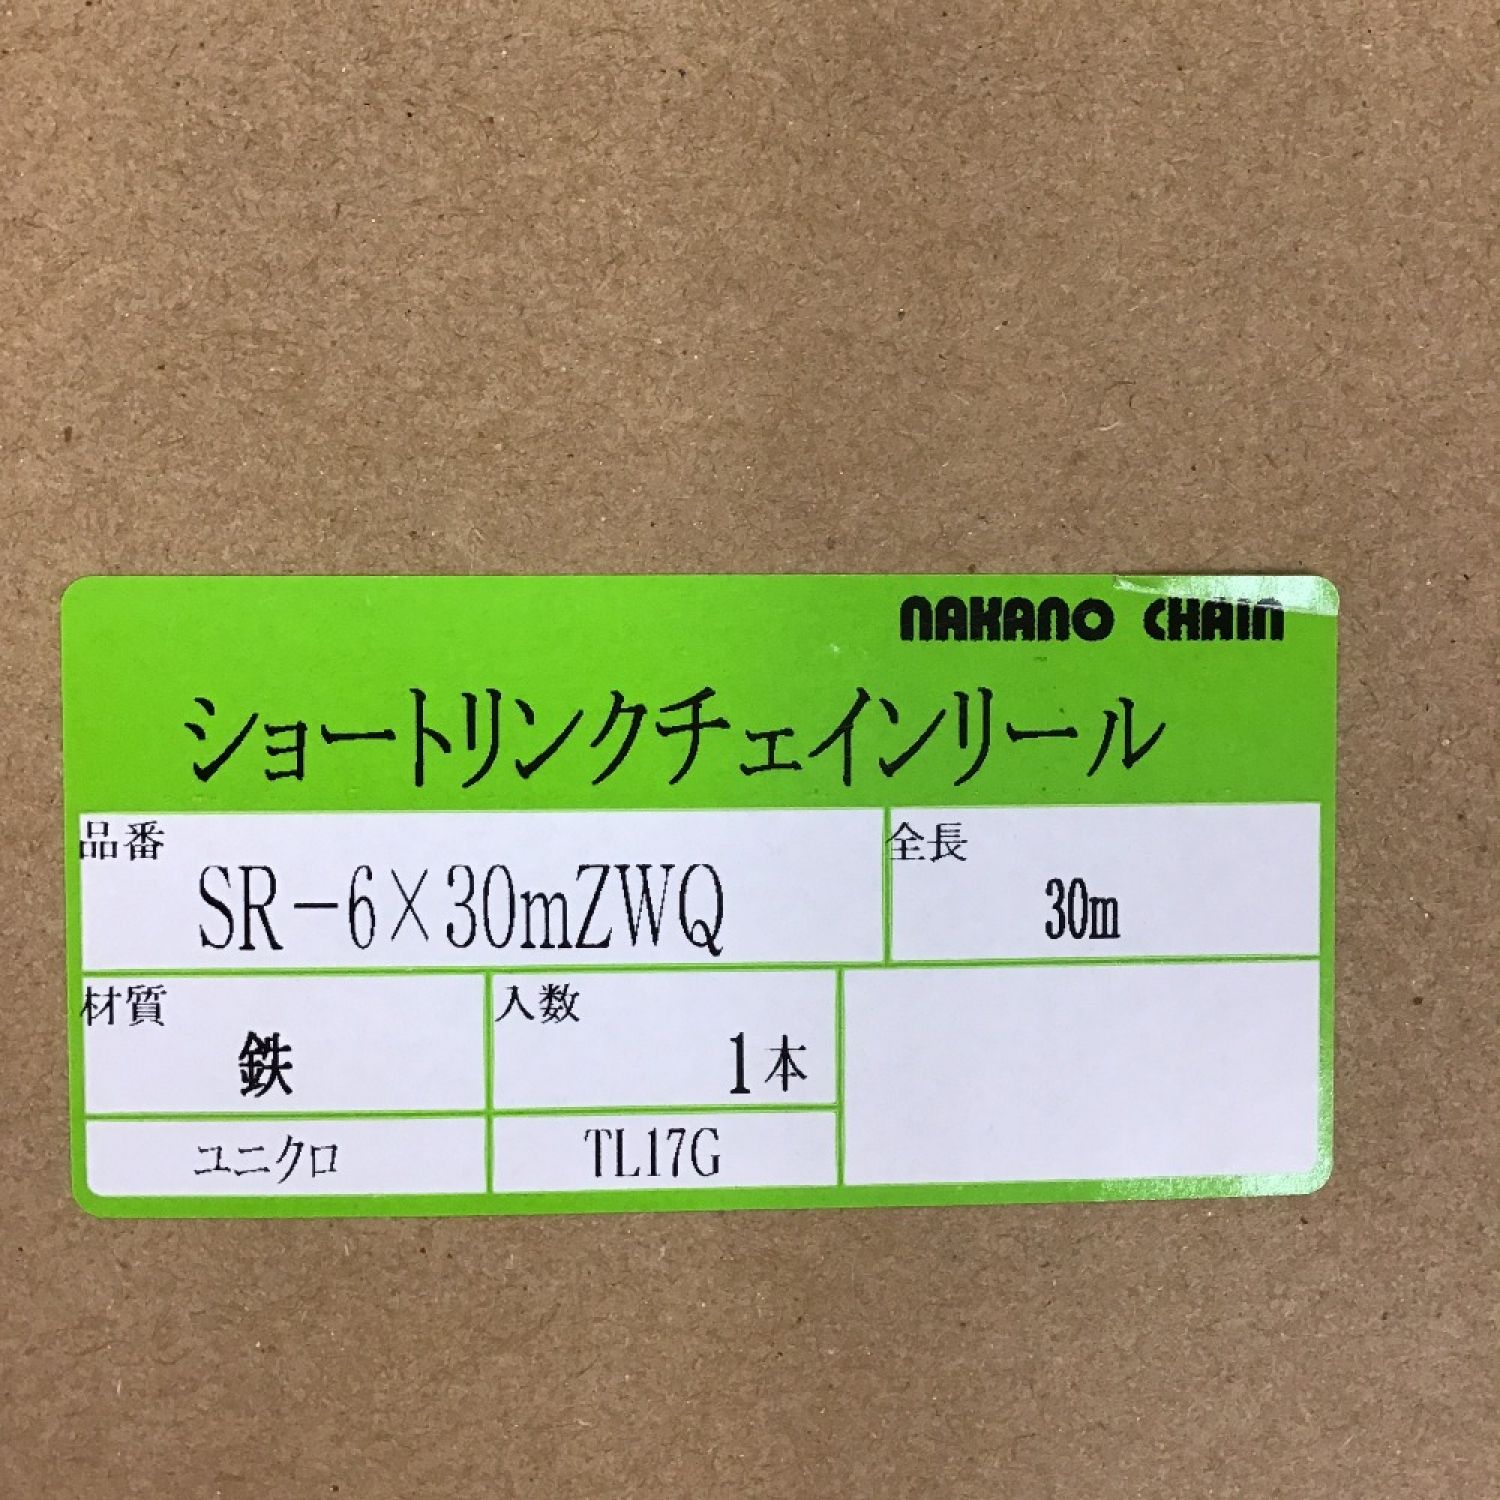 NAKANO CHAIN
ショートリンクチェインリール
品番
SR-6×30mZWQ
全長
30m
材質
鉄
入数
1本
ユニクロ
TL17G